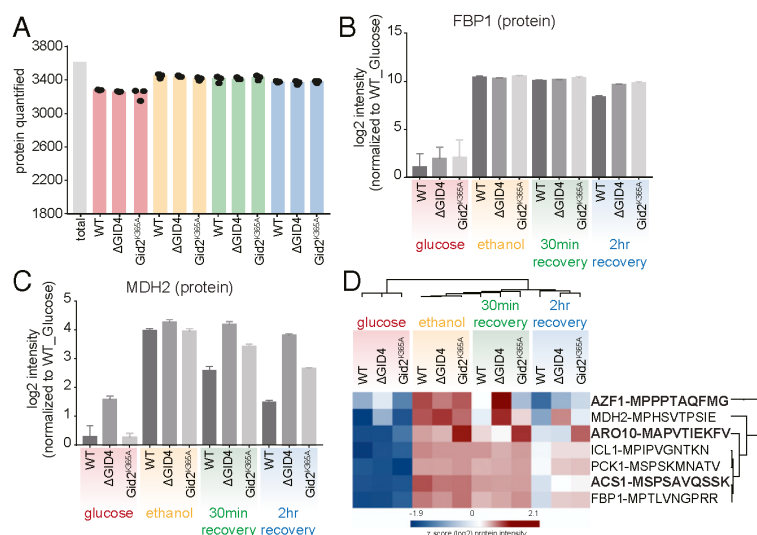 A
protein quantified
3800
3400
3000
2600
2200
1800
total
WT
ΔGID4
Gid2K365A
WT
ΔGID4
Gid2K365A
WT
ΔGID4
Gid2K365A
WT
ΔGID4
Gid2K365A
B
FBP1 (protein)
log2 intensity
(normalized to WT_Glucose)
15
10
5
0
WT
ΔGID4
Gid2K365A
WT
ΔGID4
Gid2K365A
WT
ΔGID4
Gid2K365A
WT
ΔGID4
Gid2K365A
glucose
ethanol
30min
recovery
2hr
recovery
C
MDH2 (protein)
log2 intensity
(normalized to WT_Glucose)
5
4
3
2
1
0
WT
ΔGID4
Gid2K365A
WT
ΔGID4
Gid2K365A
WT
ΔGID4
Gid2K365A
WT
ΔGID4
Gid2K365A
glucose
ethanol
30min
recovery
2hr
recovery
D
glucose
ethanol
30min
recovery
2hr
recovery
WT
ΔGID4
Gid2K365A
WT
ΔGID4
Gid2K365A
WT
ΔGID4
Gid2K365A
WT
ΔGID4
Gid2K365A
AZF1-MPPPTAQFMG
MDH2-MPHSVTPSIE
ARO10-MAPVTIEKFV
ICL1-MPIPVGNTKN
PCK1-MSPSKMNATV
ACS1-MSPSAVQSSK
FBP1-MPTLVNGPRR
-1.9
0
2.1
z score (log2) protein intensity